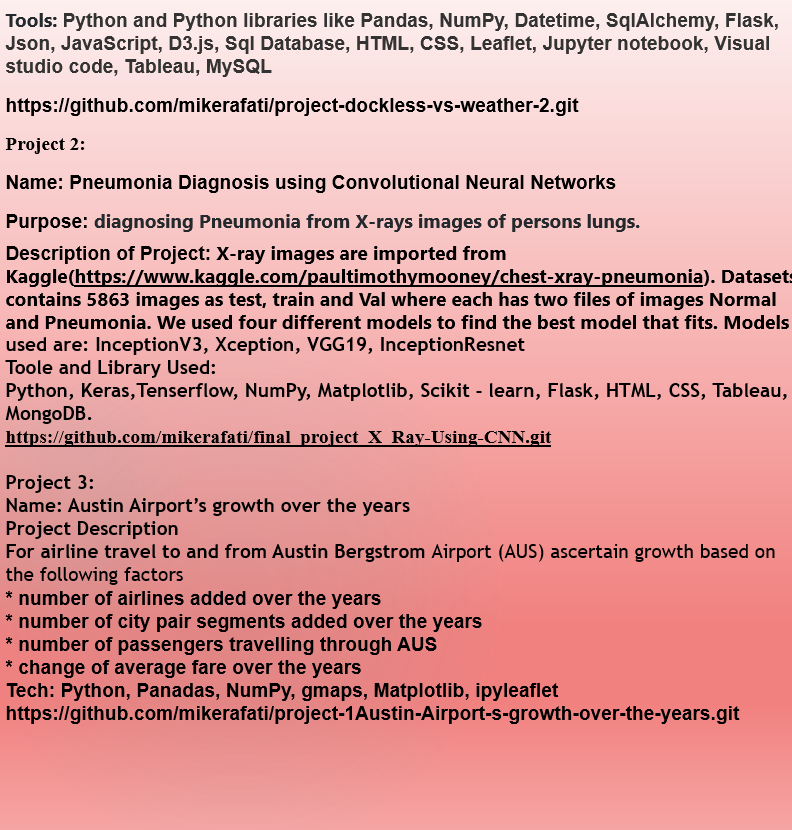 Tools: Python and Python libraries like Pandas, NumPy, Datetime, SqlAlchemy, Flask,
Json, JavaScript, D3.js, Sql Database, HTML, CSS, Leaflet, Jupyter notebook, Visual
studio code, Tableau, MySQL
https://github.com/mikerafati/project-dockless-vs-weather-2.git
Project 2:
Name: Pneumonia Diagnosis using Convolutional Neural Networks
Purpose: diagnosing Pneumonia from X-rays images of persons lungs.
Description of Project: X-ray images are imported from
Kaggle(https://www.kaggle.com/paultimothymooney/chest-xray-pneumonia). Datasets
contains 5863 images as test, train and Val where each has two files of images Normal
and Pneumonia. We used four different models to find the best model that fits. Models
used are: InceptionV3, Xception, VGG19, InceptionResnet
Toole and Library Used:
Python, Keras,Tenserflow, NumPy, Matplotlib, Scikit - learn, Flask, HTML, CSS, Tableau,
MongoDB.
https://github.com/mikerafati/final_project_X_Ray-Using-CNN.git
Project 3:
Name: Austin Airport’s growth over the years
Project Description
For airline travel to and from Austin Bergstrom Airport (AUS) ascertain growth based on
the following factors
* number of airlines added over the years
* number of city pair segments added over the years
* number of passengers travelling through AUS
* change of average fare over the years
Tech: Python, Panadas, NumPy, gmaps, Matplotlib, ipyleaflet
https://github.com/mikerafati/project-1Austin-Airport-s-growth-over-the-years.git